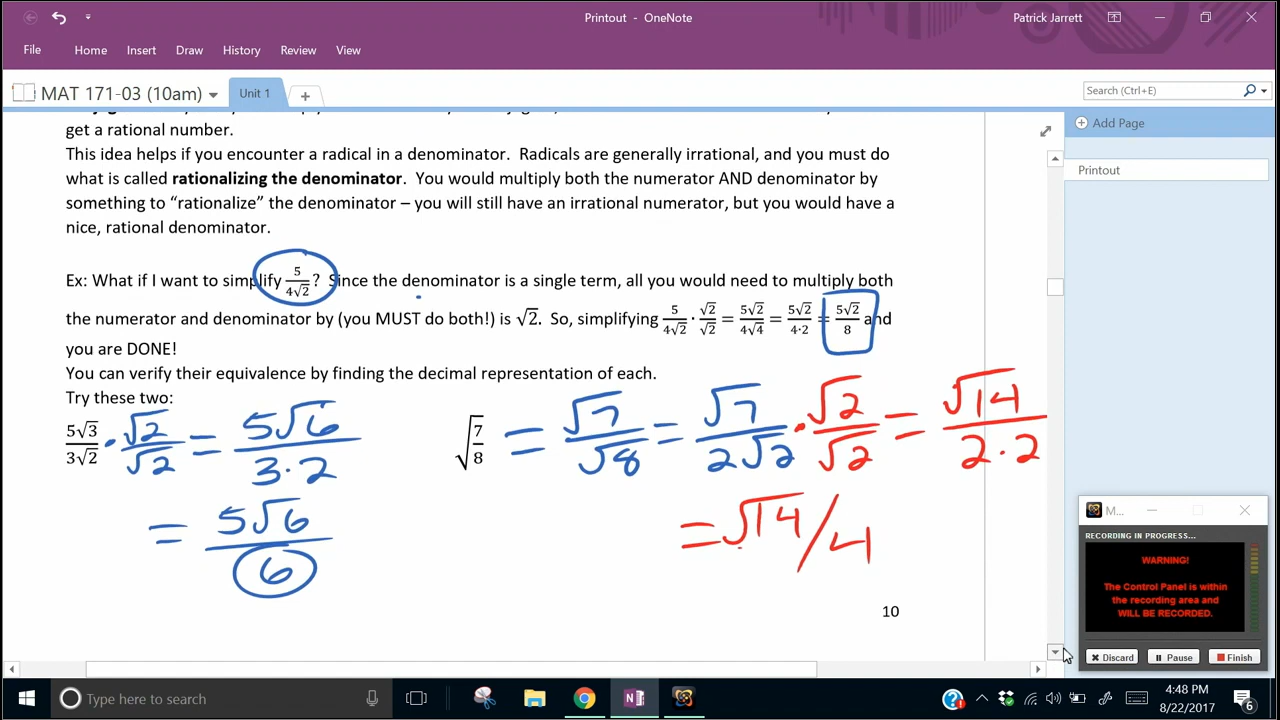 Printout - OneNote
Patrick Jarrett
File Home Insert Draw History Review View
MAT 171-03 (10am) Unit 1 +
Search (Ctrl+E)
Add Page
Printout
get a rational number.
This idea helps if you encounter a radical in a denominator. Radicals are generally irrational, and you must do
what is called rationalizing the denominator. You would multiply both the numerator AND denominator by
something to “rationalize” the denominator – you will still have an irrational numerator, but you would have a
nice, rational denominator.
Ex: What if I want to simplify 5/4√2? Since the denominator is a single term, all you would need to multiply both
the numerator and denominator by (you MUST do both!) is √2. So, simplifying 5/4√2 · √2/√2 = 5√2/4√4 = 5√2/4·2 = 5√2/8 and
you are DONE!
You can verify their equivalence by finding the decimal representation of each.
Try these two:
5√3/3√2 · √2/√2 = 5√6/3·2
= 5√6/6
√7/8 = √7/√8 = √7/2√2 · √2/√2 = √14/2·2
= √14/4
10
M...
RECORDING IN PROGRESS...
WARNING!
The Control Panel is within
the recording area and
WILL BE RECORDED.
Discard Pause Finish
Type here to search
4:48 PM
8/22/2017
6